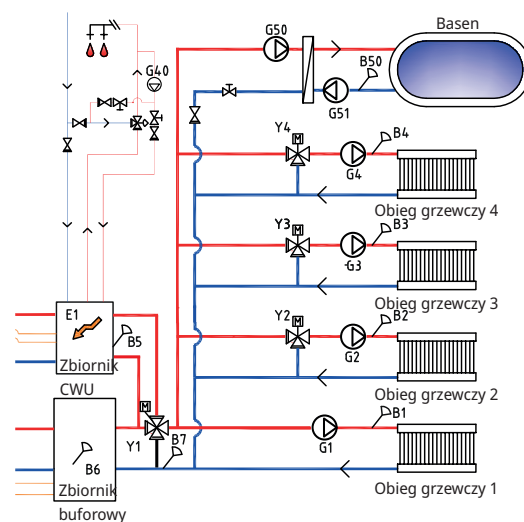 Basen
G50
B50
G40
G51
Y4
M
B4
G4
Obieg grzewczy 4
Y3
M
B3
G3
Obieg grzewczy 3
E1
Y2
M
B2
B5
G2
Zbiornik
CWU
Obieg grzewczy 2
M
B1
Y1
B7
G1
B6
Zbiornik
buforowy
Obieg grzewczy 1